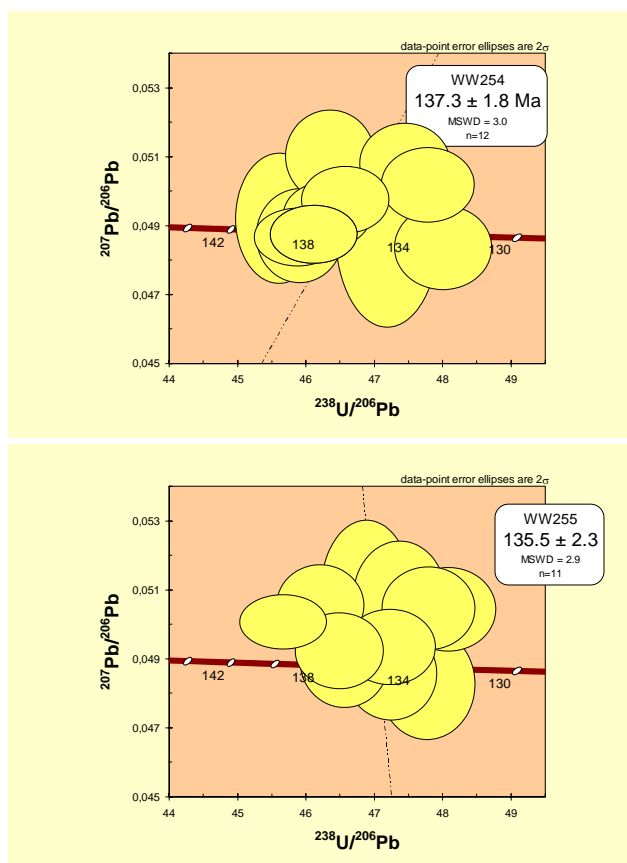 data-point error ellipses are 2σ
WW254
137.3 ± 1.8 Ma
MSWD = 3.0
n=12
0,053
0,051
0,049
0,047
0,045
207Pb/206Pb
142
138
134
130
44 45 46 47 48 49
238U/206Pb
data-point error ellipses are 2σ
WW255
135.5 ± 2.3
MSWD = 2.9
n=11
0,053
0,051
0,049
0,047
0,045
207Pb/206Pb
142
138
134
130
44 45 46 47 48 49
238U/206Pb